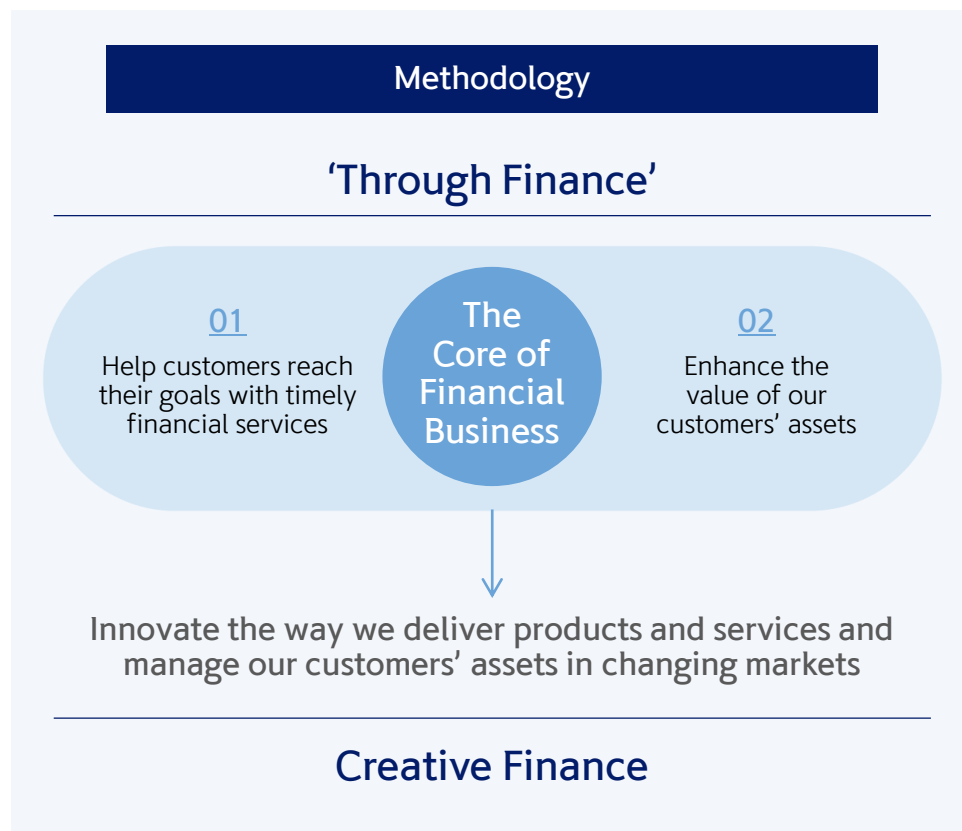 Methodology
‘Through Finance’
01
Help customers reach
their goals with timely
financial services
The
Core of
Financial
Business
02
Enhance the
value of our
customers’ assets
Innovate the way we deliver products and services and
manage our customers’ assets in changing markets
Creative Finance